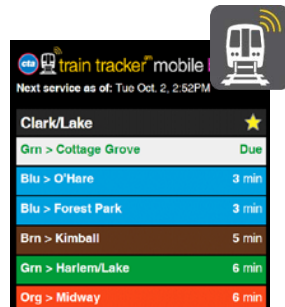 cta train tracker℠ mobile
Next service as of: Tue Oct. 2, 2:52PM
Clark/Lake
Grn > Cottage Grove Due
Blu > O'Hare 3 min
Blu > Forest Park 3 min
Brn > Kimball 5 min
Grn > Harlem/Lake 6 min
Org > Midway 6 min